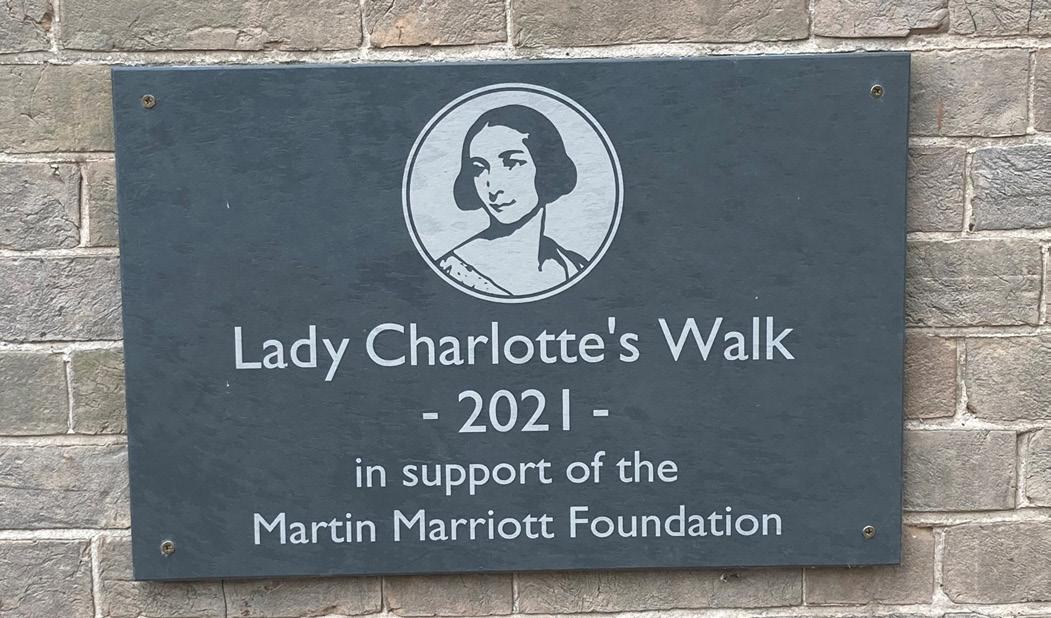 Lady Charlotte's Walk
- 2021 -
in support of the
Martin Marriott Foundation